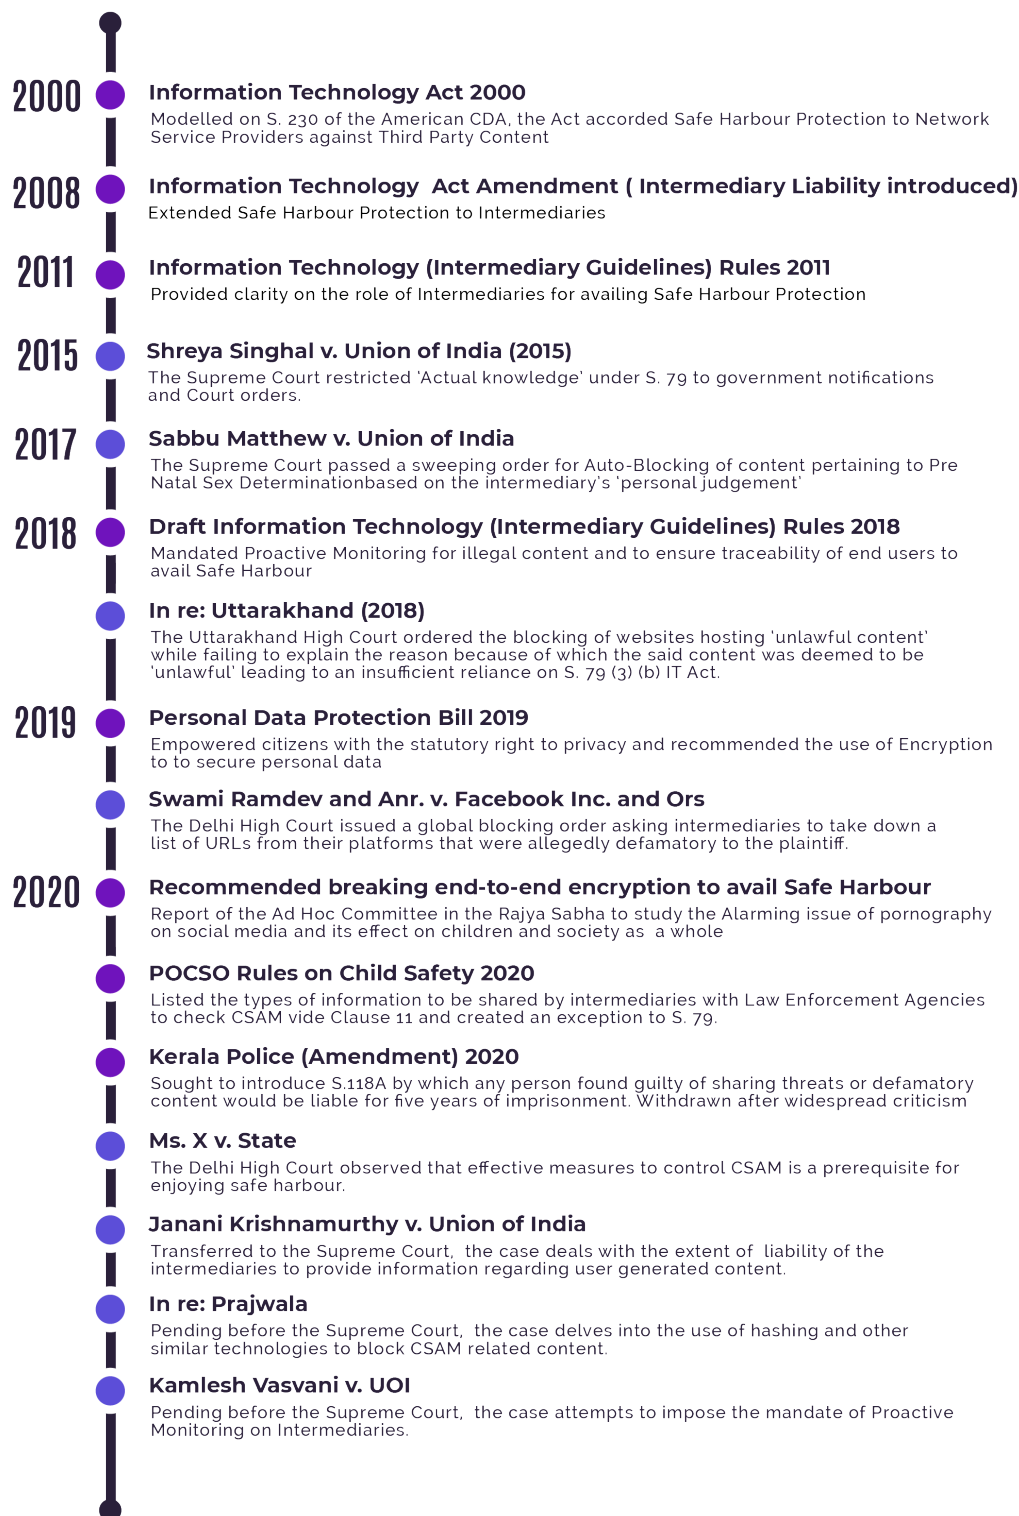 2000
Information Technology Act 2000
Modelled on S. 230 of the American CDA, the Act accorded Safe Harbour Protection to Network
Service Providers against Third Party Content
2008
Information Technology  Act Amendment ( Intermediary Liability introduced)
Extended Safe Harbour Protection to Intermediaries
2011
Information Technology (Intermediary Guidelines) Rules 2011
Provided clarity on the role of Intermediaries for availing Safe Harbour Protection
2015
Shreya Singhal v. Union of India (2015)
The Supreme Court restricted 'Actual knowledge' under S. 79 to government notifications
and Court orders.
2017
Sabbu Matthew v. Union of India
The Supreme Court passed a sweeping order for Auto-Blocking of content pertaining to Pre
Natal Sex Determinationbased on the intermediary's 'personal judgement'
2018
Draft Information Technology (Intermediary Guidelines) Rules 2018
Mandated Proactive Monitoring for illegal content and to ensure traceability of end users to
avail Safe Harbour
In re: Uttarakhand (2018)
The Uttarakhand High Court ordered the blocking of websites hosting 'unlawful content'
while failing to explain the reason because of which the said content was deemed to be
'unlawful' leading to an insufficient reliance on S. 79 (3) (b) IT Act.
2019
Personal Data Protection Bill 2019
Empowered citizens with the statutory right to privacy and recommended the use of Encryption
to to secure personal data
Swami Ramdev and Anr. v. Facebook Inc. and Ors
The Delhi High Court issued a global blocking order asking intermediaries to take down a
list of URLs from their platforms that were allegedly defamatory to the plaintiff.
2020
Recommended breaking end-to-end encryption to avail Safe Harbour
Report of the Ad Hoc Committee in the Rajya Sabha to study the Alarming issue of pornography
on social media and its effect on children and society as  a whole
POCSO Rules on Child Safety 2020
Listed the types of information to be shared by intermediaries with Law Enforcement Agencies
to check CSAM vide Clause 11 and created an exception to S. 79.
Kerala Police (Amendment) 2020
Sought to introduce S.118A by which any person found guilty of sharing threats or defamatory
content would be liable for five years of imprisonment. Withdrawn after widespread criticism
Ms. X v. State
The Delhi High Court observed that effective measures to control CSAM is a prerequisite for
enjoying safe harbour.
Janani Krishnamurthy v. Union of India
Transferred to the Supreme Court,  the case deals with the extent of  liability of the
intermediaries to provide information regarding user generated content.
In re: Prajwala
Pending before the Supreme Court,  the case delves into the use of hashing and other
similar technologies to block CSAM related content.
Kamlesh Vasvani v. UOI
Pending before the Supreme Court,  the case attempts to impose the mandate of Proactive
Monitoring on Intermediaries.